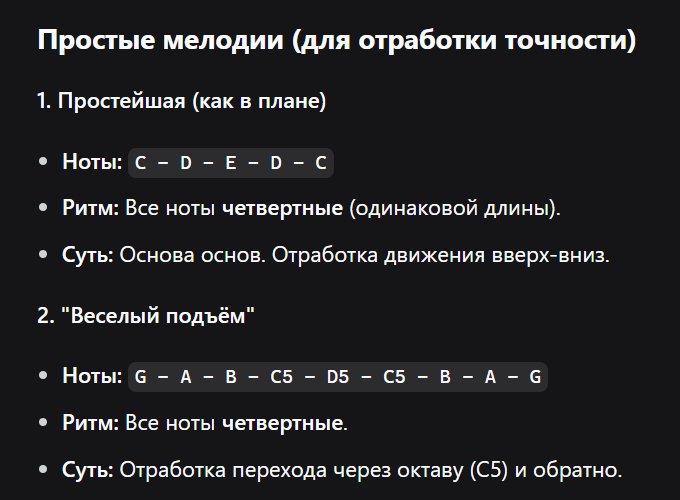 Простые мелодии (для отработки точности)
1. Простейшая (как в плане)
• Ноты: C – D – E – D – C
• Ритм: Все ноты четвертные (одинаковой длины).
• Суть: Основа основ. Отработка движения вверх-вниз.
2. "Веселый подъём"
• Ноты: G – A – B – C5 – D5 – C5 – B – A – G
• Ритм: Все ноты четвертные.
• Суть: Отработка перехода через октаву (C5) и обратно.